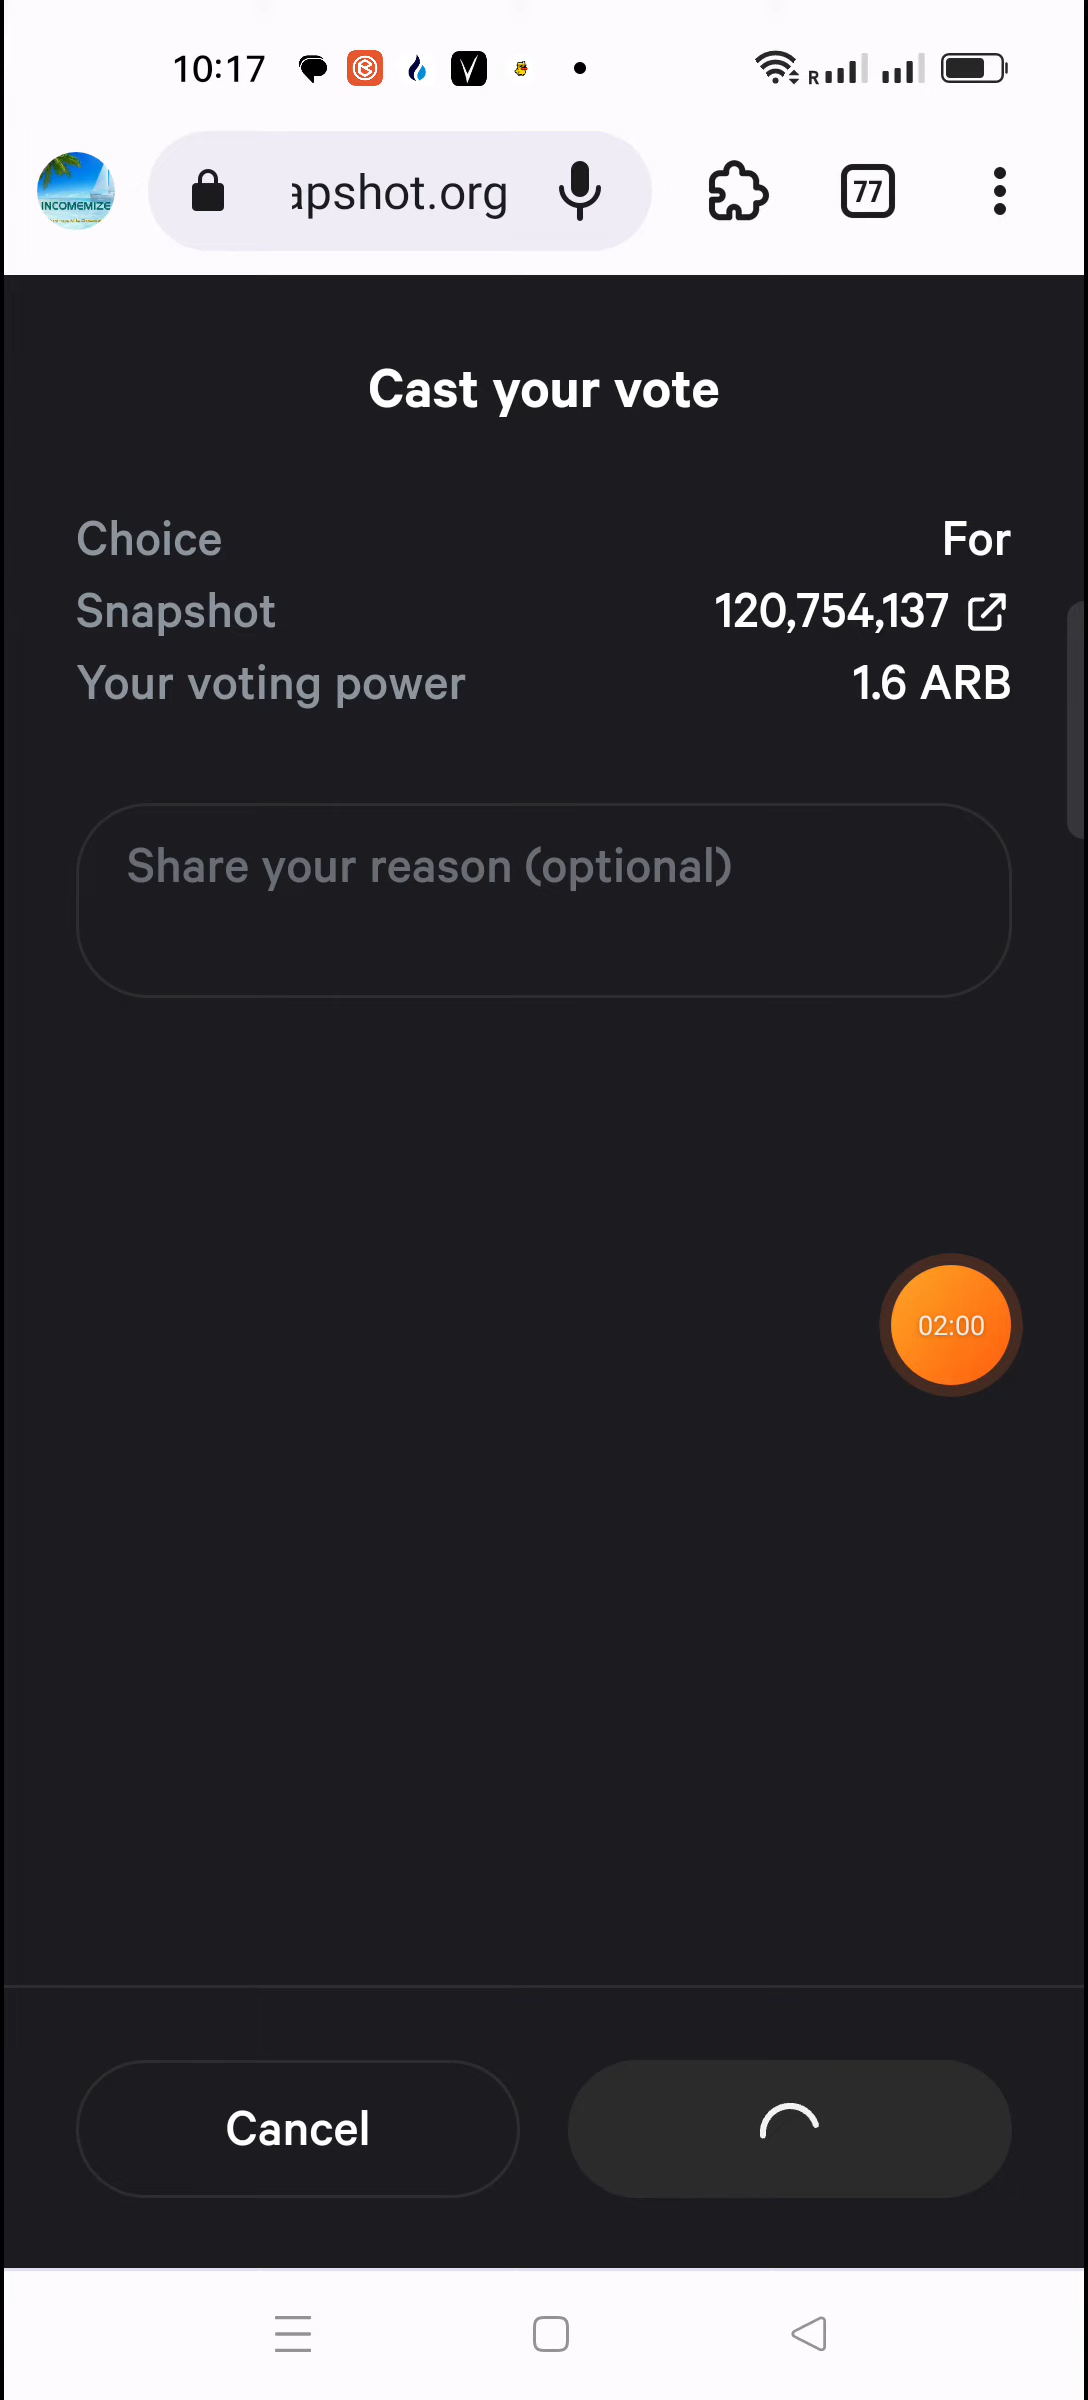 10:17
R
INCOMEMIZE
apshot.org
77
Cast your vote
Choice
For
Snapshot
120,754,137
Your voting power
1.6 ARB
Share your reason (optional)
02:00
Cancel